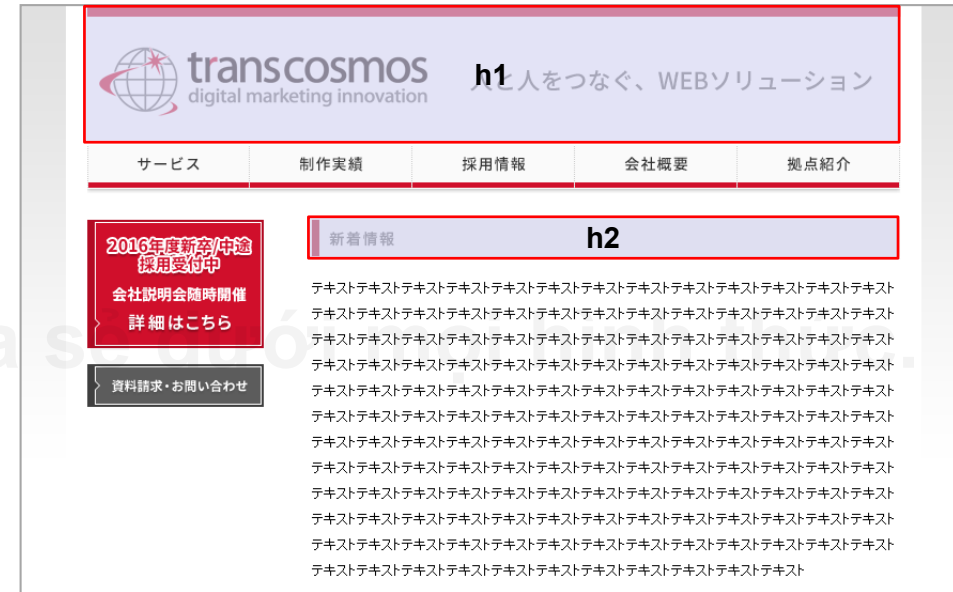 transcosmos
digital marketing innovation
人と人をつなぐ、WEBソリューション
h1
サービス
制作実績
採用情報
会社概要
拠点紹介
2016年度新卒/中途
採用受付中
会社説明会随時開催
詳細はこちら
資料請求・お問い合わせ
新着情報
h2
テキストテキストテキストテキストテキストテキストテキストテキストテキストテキストテキストテキストテキスト
テキストテキストテキストテキストテキストテキストテキストテキストテキストテキストテキストテキストテキスト
テキストテキストテキストテキストテキストテキストテキストテキストテキストテキストテキストテキストテキスト
テキストテキストテキストテキストテキストテキストテキストテキストテキストテキストテキストテキストテキスト
テキストテキストテキストテキストテキストテキストテキストテキストテキストテキストテキストテキストテキスト
テキストテキストテキストテキストテキストテキストテキストテキストテキストテキストテキストテキストテキスト
テキストテキストテキストテキストテキストテキストテキストテキストテキストテキストテキストテキストテキスト
テキストテキストテキストテキストテキストテキストテキストテキストテキストテキストテキストテキストテキスト
テキストテキストテキストテキストテキストテキストテキストテキストテキストテキストテキストテキストテキスト
テキストテキストテキストテキストテキストテキストテキストテキストテキストテキストテキストテキストテキスト
テキストテキストテキストテキストテキストテキストテキストテキストテキストテキストテキストテキストテキスト
テキストテキストテキストテキストテキストテキストテキストテキストテキストテキストテキスト